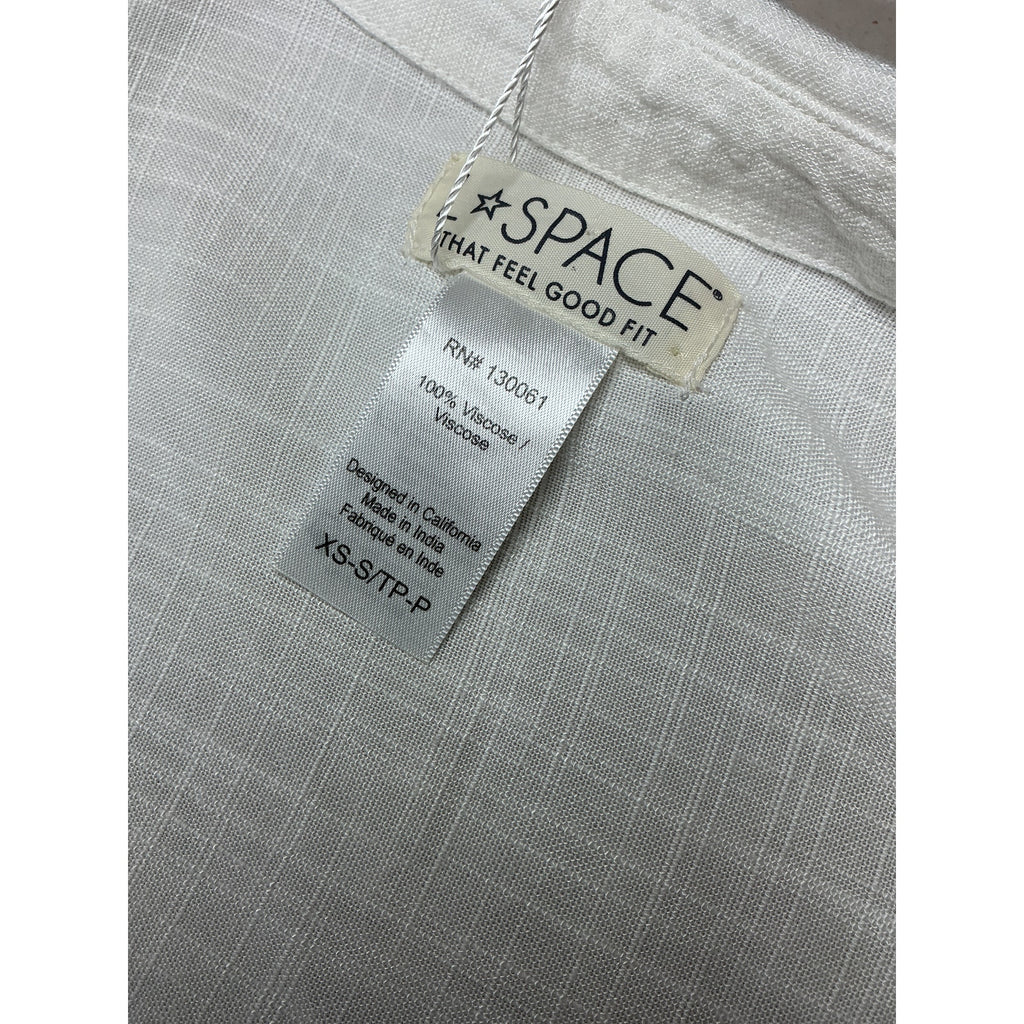 L☆SPACE®
THAT FEEL GOOD FIT
RN# 130061
100% Viscose /
Viscose
Designed in California
Made in India
Fabriqué en Inde
XS-S/TP-P